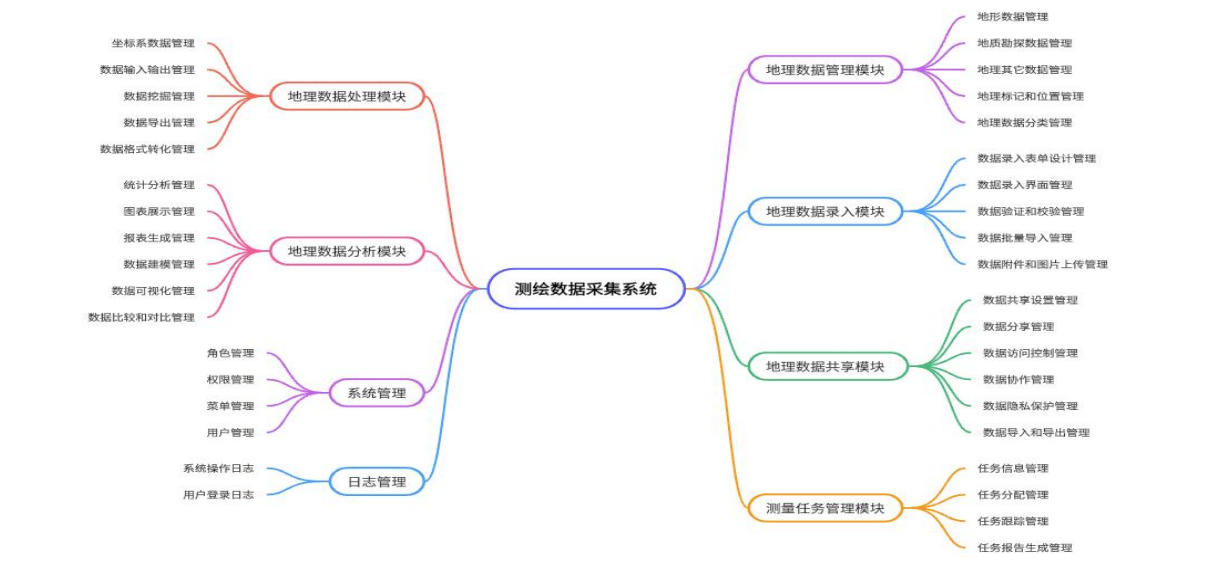 测绘数据采集系统
地理数据处理模块
坐标系数据管理
数据输入输出管理
数据挖掘管理
数据导出管理
数据格式转化管理
地理数据分析模块
统计分析管理
图表展示管理
报表生成管理
数据建模管理
数据可视化管理
数据比较和对比管理
系统管理
角色管理
权限管理
菜单管理
用户管理
日志管理
系统操作日志
用户登录日志
地理数据管理模块
地形数据管理
地质勘探数据管理
地理其它数据管理
地理标记和位置管理
地理数据分类管理
地理数据录入模块
数据录入表单设计管理
数据录入界面管理
数据验证和校验管理
数据批量导入管理
数据附件和图片上传管理
地理数据共享模块
数据共享设置管理
数据分享管理
数据访问控制管理
数据协作管理
数据隐私保护管理
数据导入和导出管理
测量任务管理模块
任务信息管理
任务分配管理
任务跟踪管理
任务报告生成管理